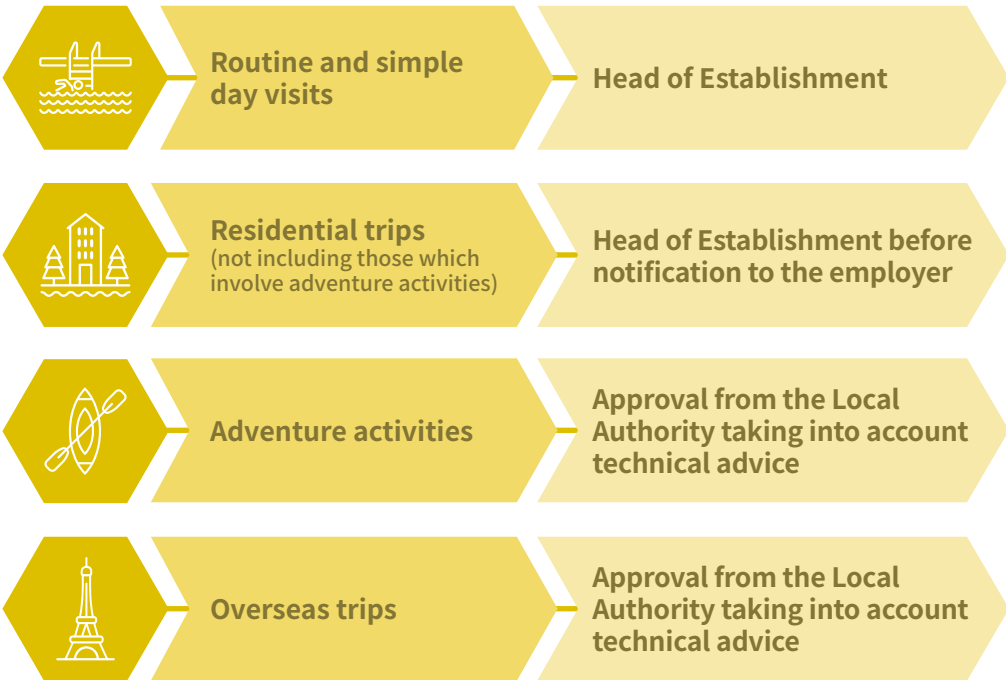 Routine and simple
day visits
Head of Establishment
Residential trips
(not including those which
involve adventure activities)
Head of Establishment before
notification to the employer
Adventure activities
Approval from the Local
Authority taking into account
technical advice
Overseas trips
Approval from the Local
Authority taking into account
technical advice